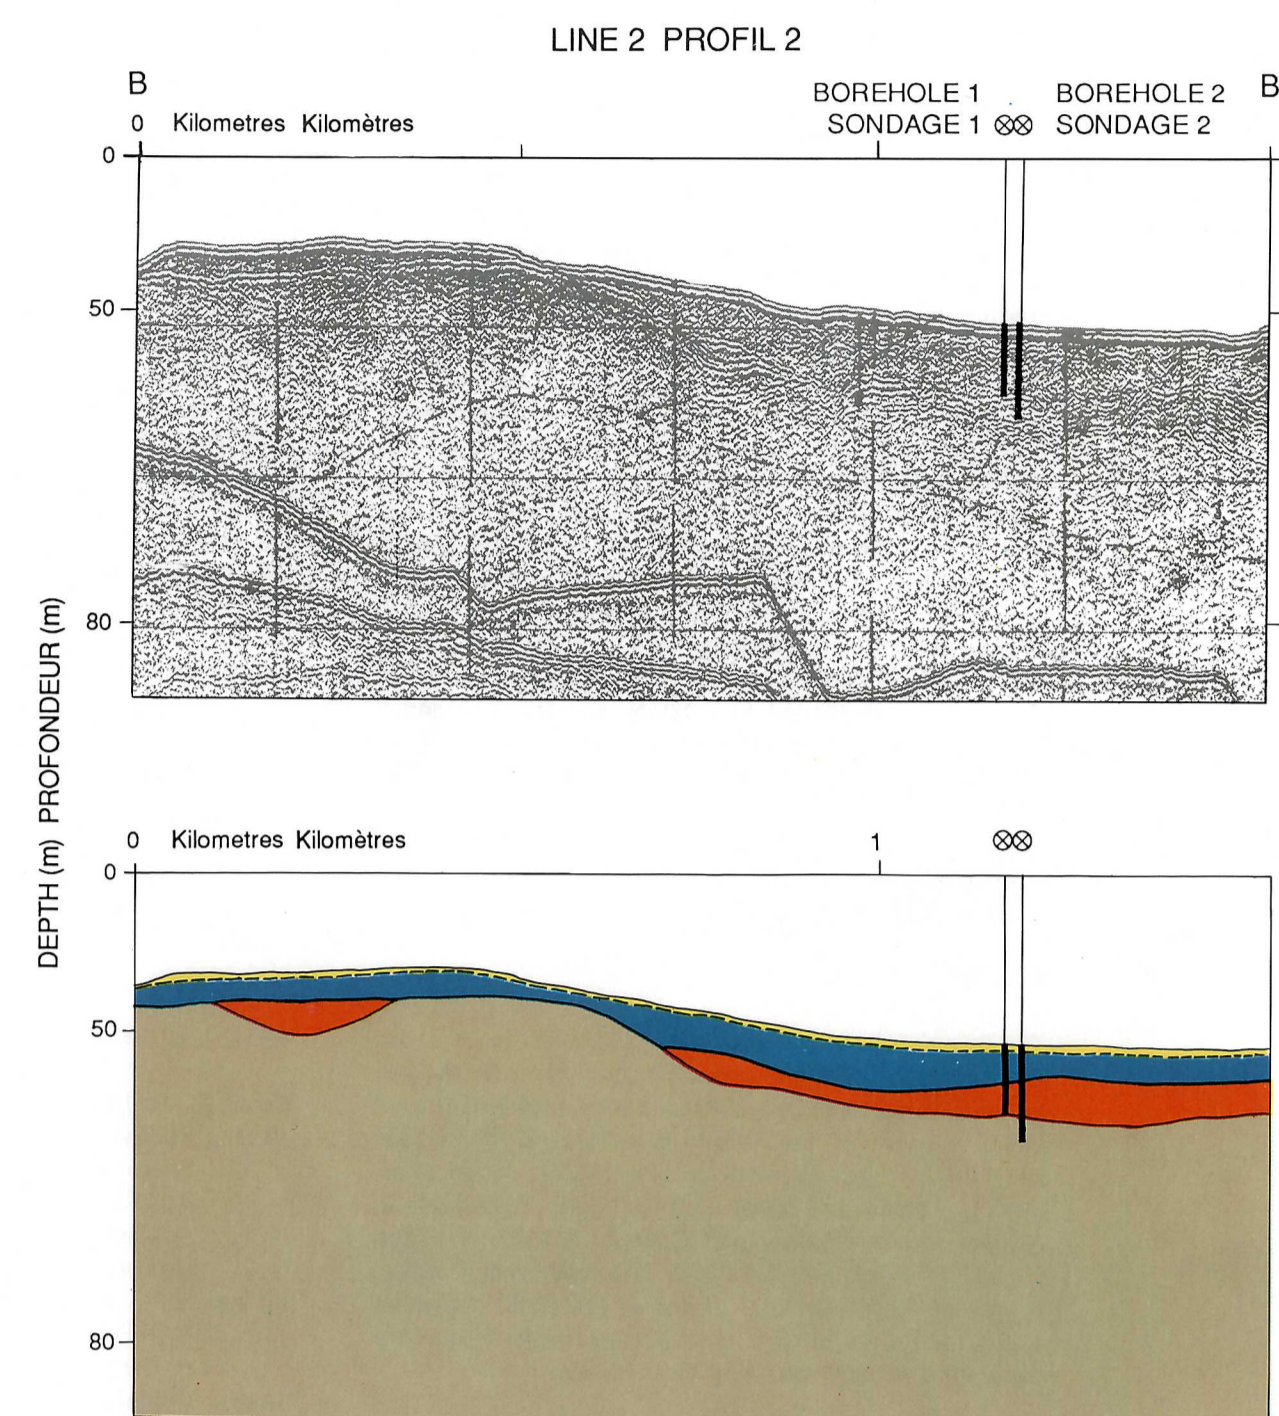 LINE 2 PROFIL 2
B
BOREHOLE 1
BOREHOLE 2
B
0 Kilometres Kilomètres
SONDAGE 1
SONDAGE 2
0
50
80
DEPTH (m) PROFONDEUR (m)
0 Kilometres Kilomètres
1
0
50
80